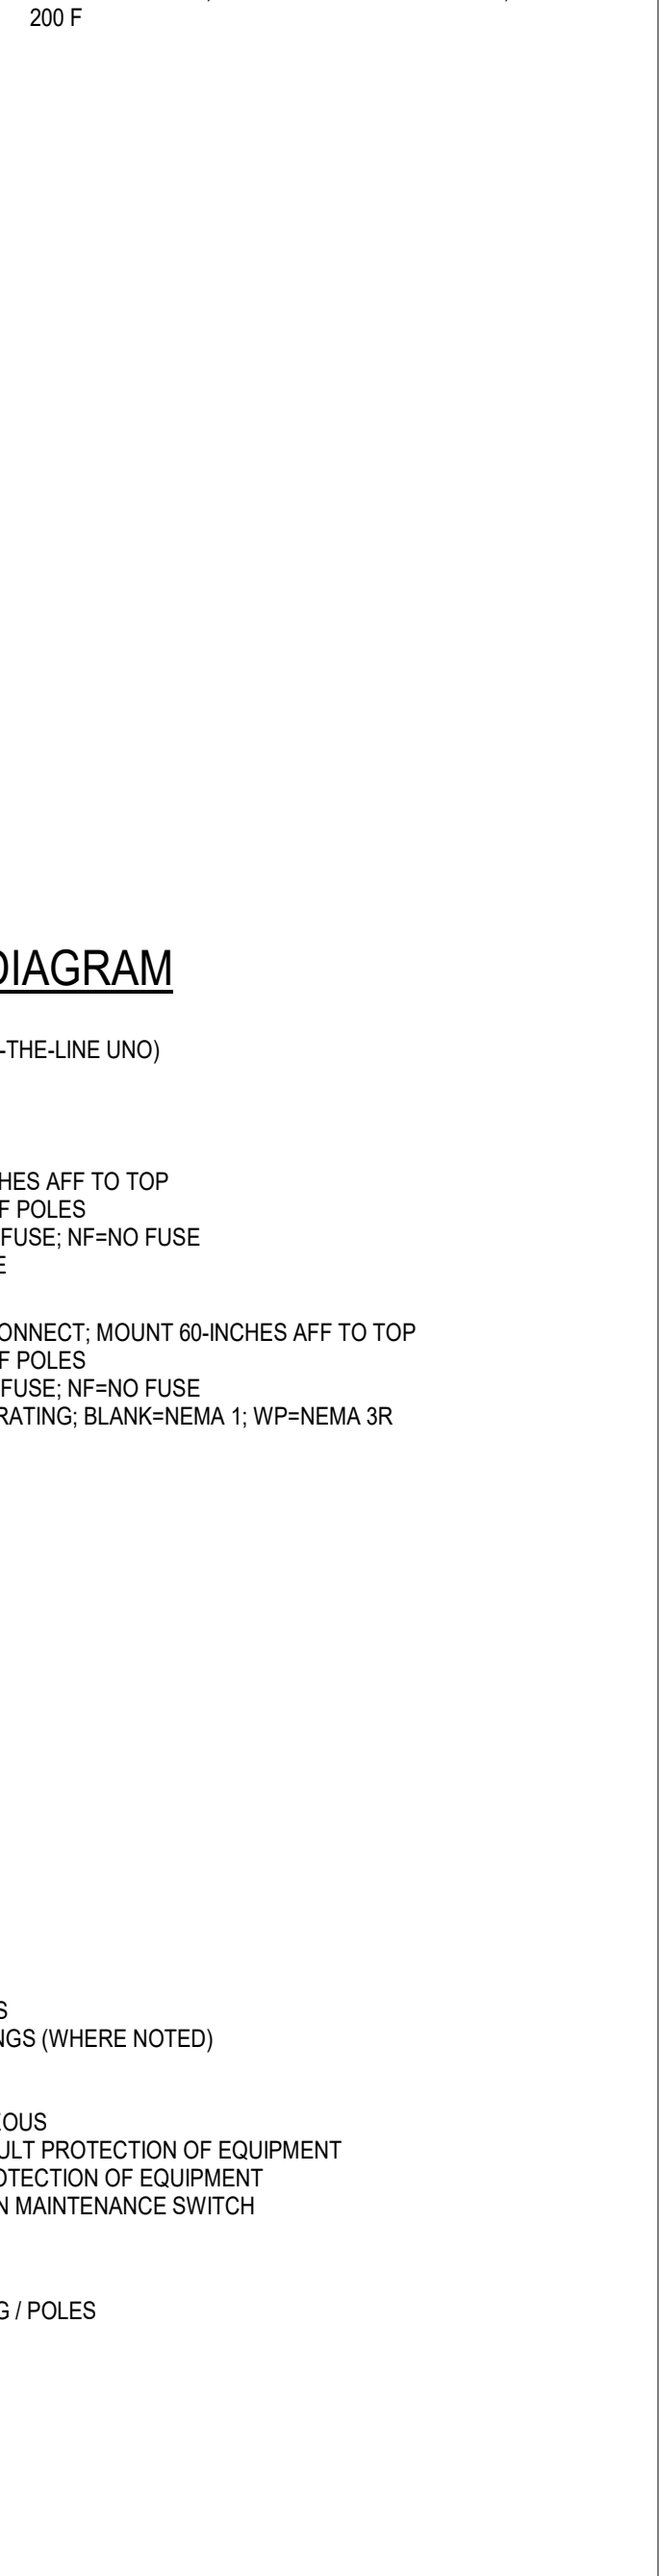 200 F
DIAGRAM
-THE-LINE UNO)
HES AFF TO TOP
F POLES
FUSE; NF=NO FUSE
E
ONNECT; MOUNT 60-INCHES AFF TO TOP
F POLES
FUSE; NF=NO FUSE
RATING; BLANK=NEMA 1; WP=NEMA 3R
S
NGS (WHERE NOTED)
EOUS
ULT PROTECTION OF EQUIPMENT
OTECTION OF EQUIPMENT
N MAINTENANCE SWITCH
G / POLES